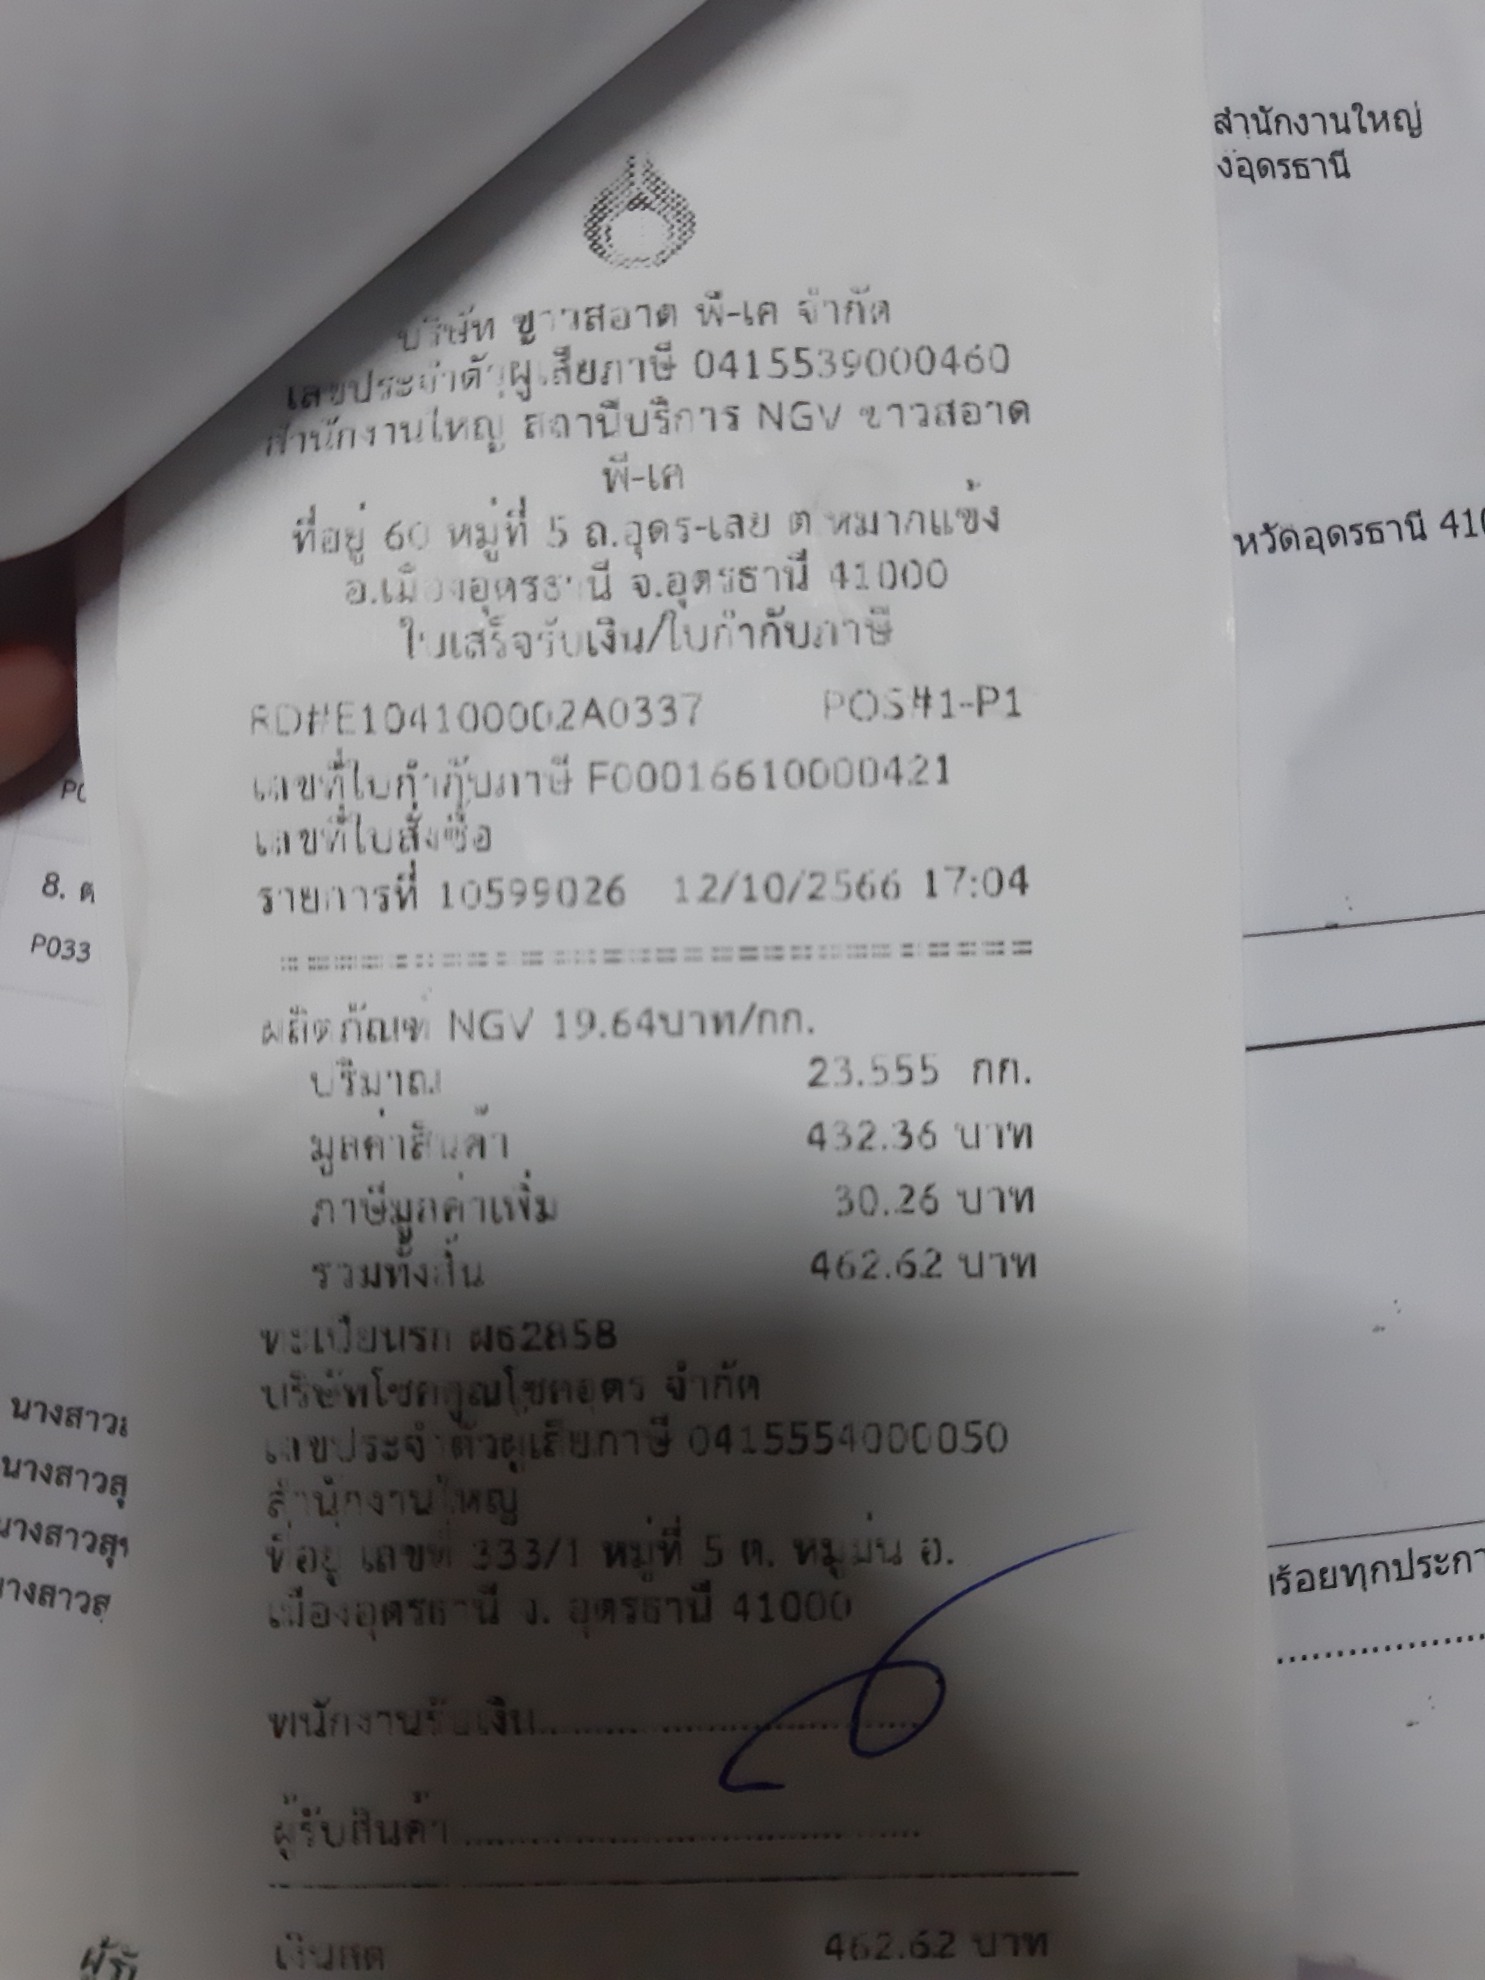 สำนักงานใหญ่
งอุดรธานี
บริษัท ขาวสอาด พี-เค จำกัด
เลขประจำตัวผู้เสียภาษี 0415539000460
สำนักงานใหญ่ สถานีบริการ NGV ขาวสอาด
พี-เค
ที่อยู่ 60 หมู่ที่ 5 ถ.อุดร-เลย ต.หมากแข้ง
อ.เมืองอุดรธานี จ.อุดรธานี 41000
หวัดอุดรธานี 41
ใบเสร็จรับเงิน/ใบกำกับภาษี
RD#E104100002A0337 POS#1-P1
เลขที่ใบกำกับภาษี F00016610000421
เลขที่ใบสั่งซื้อ
รายการที่ 10599026 12/10/2566 17:04
8. ต
P033
ผลิตภัณฑ์ NGV 19.64บาท/กก.
ปริมาณ 23.555 กก.
มูลค่าสินค้า 432.36 บาท
ภาษีมูลค่าเพิ่ม 30.26 บาท
รวมทั้งสิ้น 462.62 บาท
ทะเบียนรถ ผธ2858
บริษัทโชคคูณโชคอุดร จำกัด
เลขประจำตัวผู้เสียภาษี 0415554000050
สำนักงานใหญ่
ที่อยู่ เลขที่ 333/1 หมู่ที่ 5 ต. หมูม่น อ.
เมืองอุดรธานี จ. อุดรธานี 41000
นางสาว
นางสาวสุ
นางสาวสุ
นางสาวส
ร้อยทุกประกา
พนักงานรับเงิน..............................
ผู้รับสินค้า..............................
เงินสด 462.62 บาท
ผู้รั